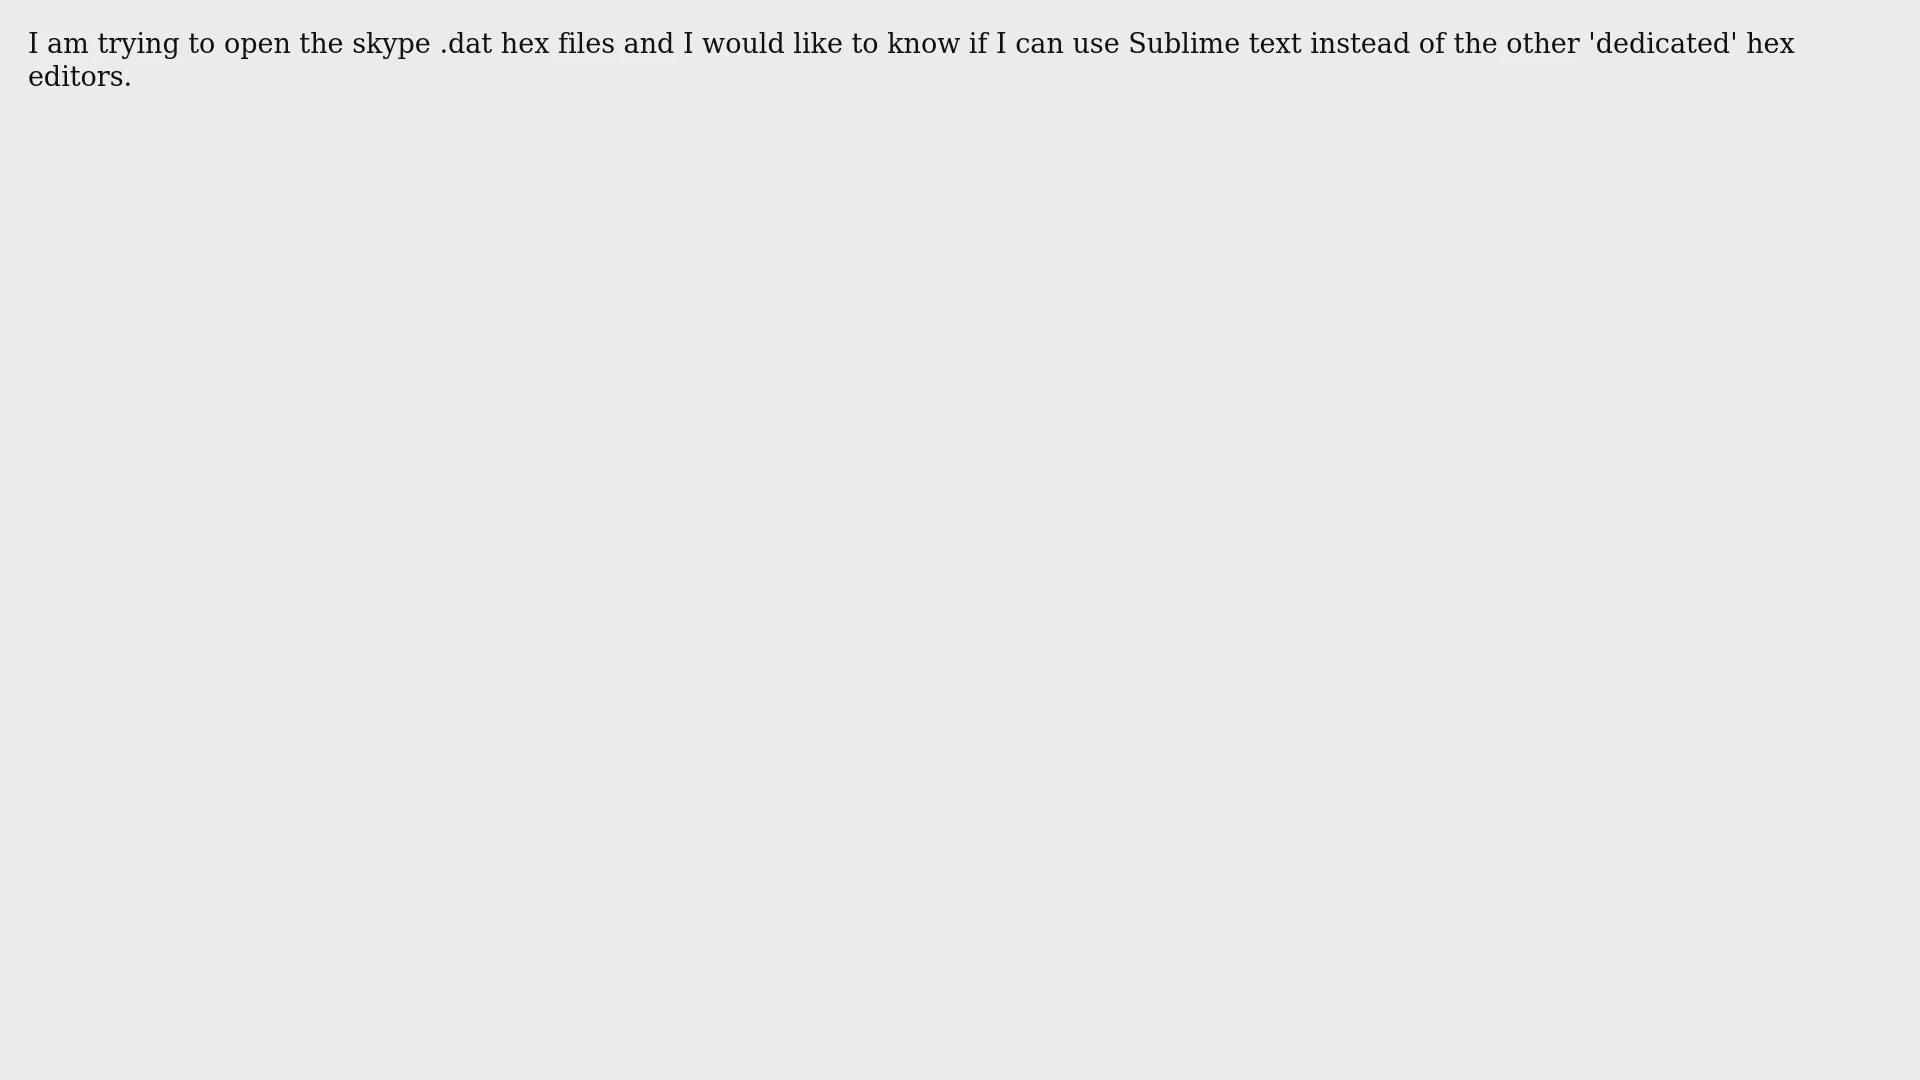 I am trying to open the skype .dat hex files and I would like to know if I can use Sublime text instead of the other 'dedicated' hex
editors.